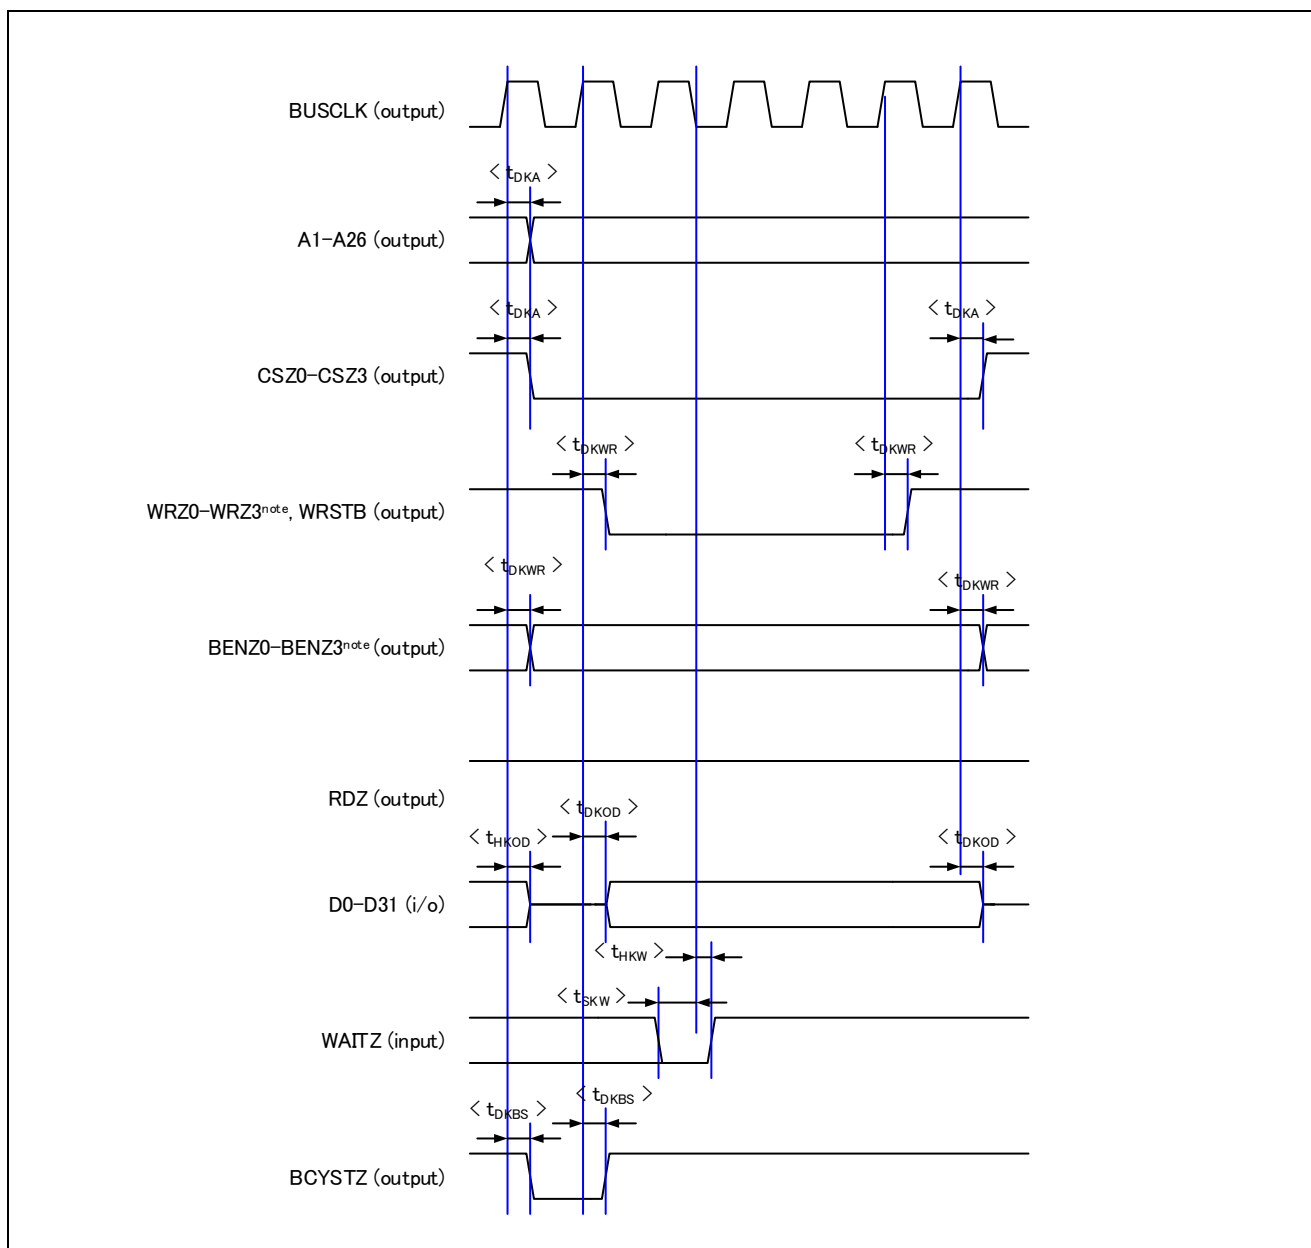 BUSCLK (output)
< tDKA >
A1-A26 (output)
< tDKA > < tDKA >
CSZ0-CSZ3 (output)
< tDKWR > < tDKWR >
WRZ0-WRZ3note, WRSTB (output)
< tDKWR > < tDKWR >
BENZ0-BENZ3note (output)
RDZ (output)
< tDKOD >
< tHKOD > < tDKOD >
D0-D31 (i/o)
< tHKW >
< tSKW >
WAITZ (input)
< tDKBS >
< tDKBS >
BCYSTZ (output)